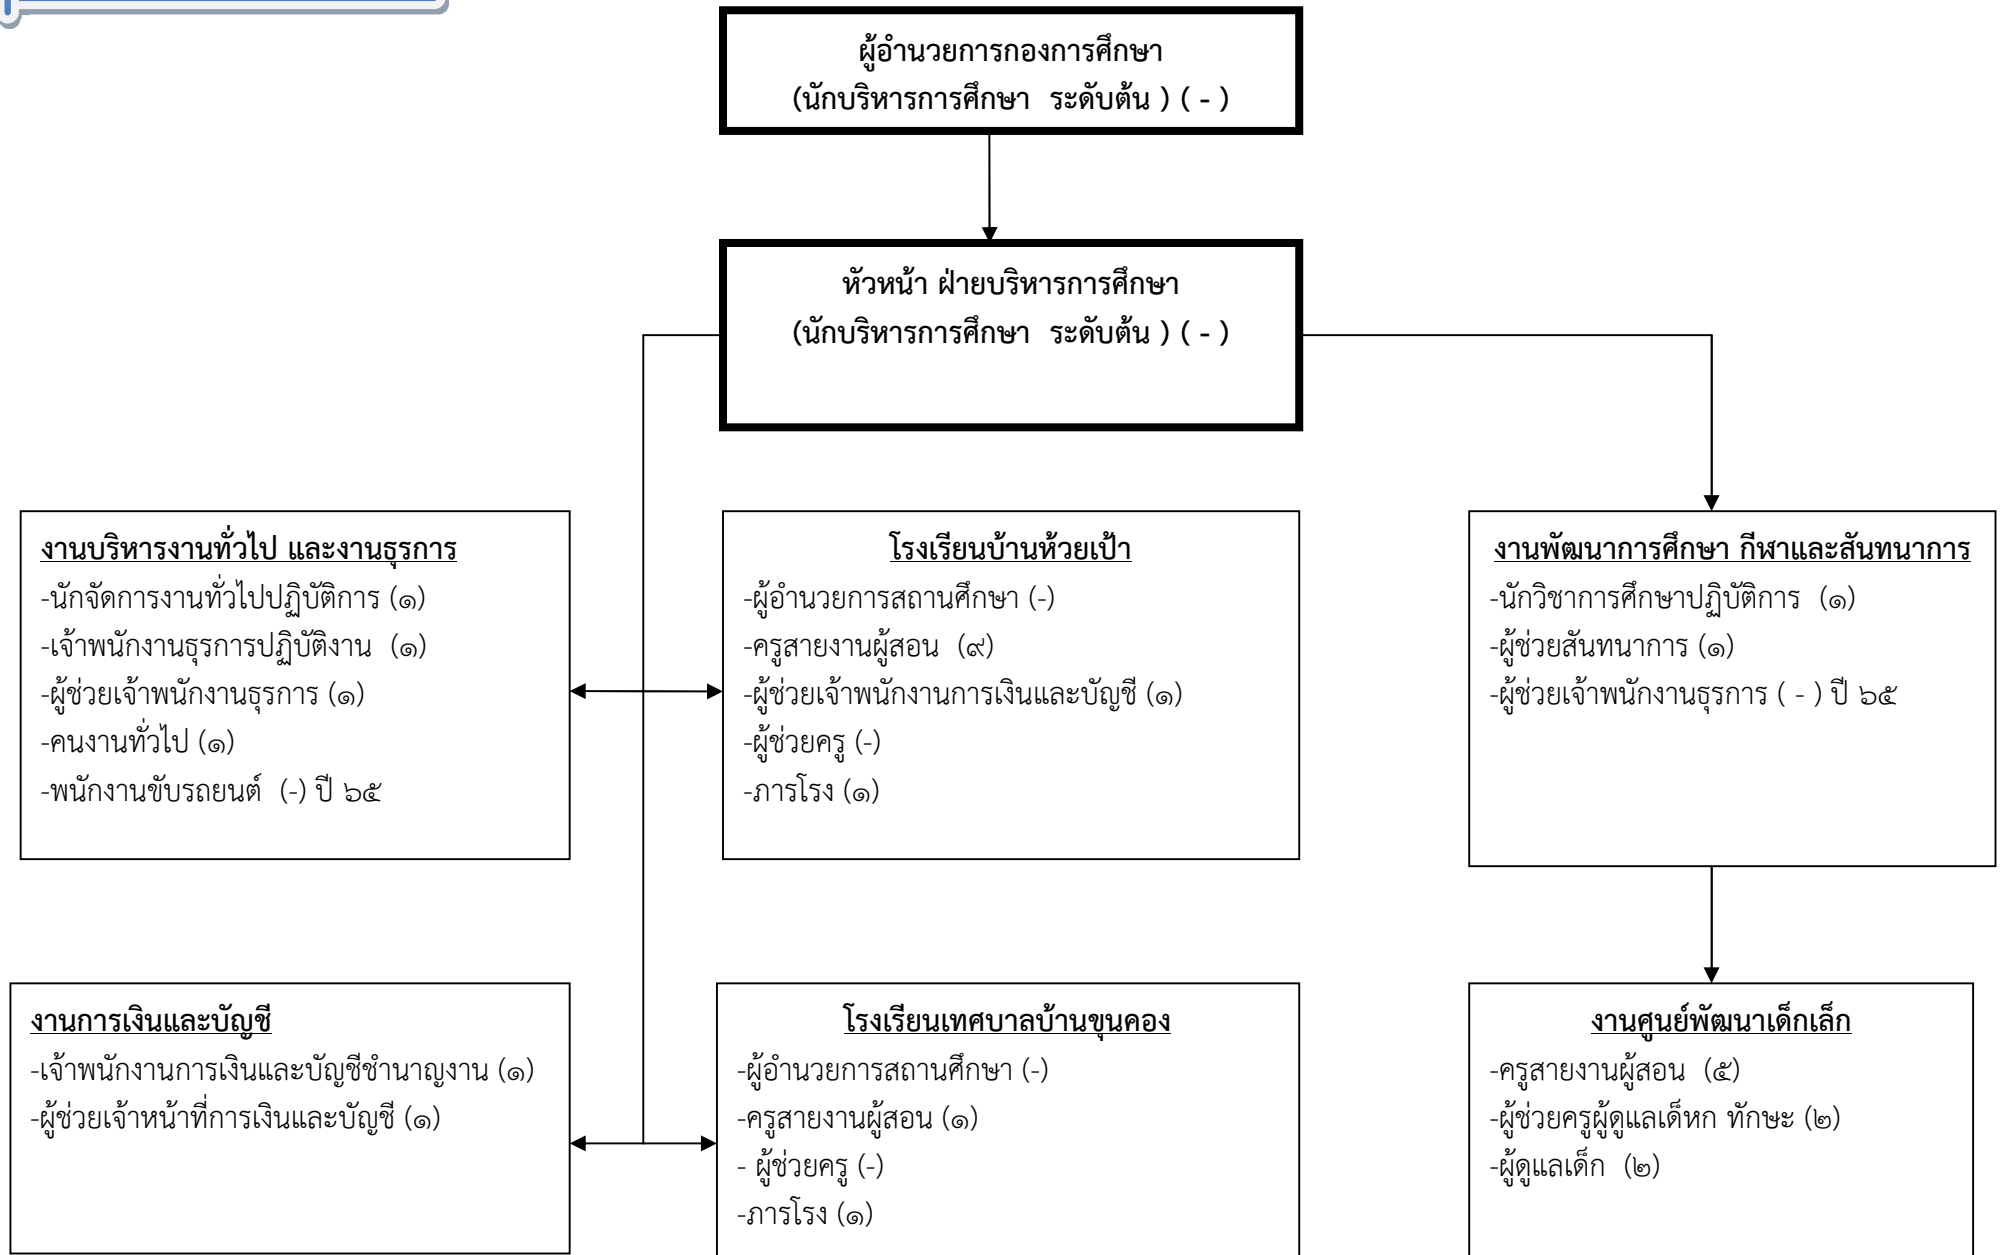 ผู้อำนวยการกองการศึกษา
(นักบริหารการศึกษา  ระดับต้น ) ( - )
หัวหน้า ฝ่ายบริหารการศึกษา
(นักบริหารการศึกษา  ระดับต้น ) ( - )
งานบริหารงานทั่วไป และงานธุรการ
-นักจัดการงานทั่วไปปฏิบัติการ (๑)
-เจ้าพนักงานธุรการปฏิบัติงาน  (๑)
-ผู้ช่วยเจ้าพนักงานธุรการ (๑)
-คนงานทั่วไป (๑)
-พนักงานขับรถยนต์  (-) ปี ๖๕
โรงเรียนบ้านห้วยเป้า
-ผู้อำนวยการสถานศึกษา (-)
-ครูสายงานผู้สอน  (๙)
-ผู้ช่วยเจ้าพนักงานการเงินและบัญชี (๑)
-ผู้ช่วยครู (-)
-ภารโรง (๑)
งานพัฒนาการศึกษา กีฬาและสันทนาการ
-นักวิชาการศึกษาปฏิบัติการ  (๑)
-ผู้ช่วยสันทนาการ (๑)
-ผู้ช่วยเจ้าพนักงานธุรการ ( - ) ปี ๖๕
งานการเงินและบัญชี
-เจ้าพนักงานการเงินและบัญชีชำนาญงาน (๑)
-ผู้ช่วยเจ้าหน้าที่การเงินและบัญชี (๑)
โรงเรียนเทศบาลบ้านขุนคอง
-ผู้อำนวยการสถานศึกษา (-)
-ครูสายงานผู้สอน (๑)
- ผู้ช่วยครู (-)
-ภารโรง (๑)
งานศูนย์พัฒนาเด็กเล็ก
-ครูสายงานผู้สอน  (๕)
-ผู้ช่วยครูผู้ดูแลเด็หก ทักษะ (๒)
-ผู้ดูแลเด็ก  (๒)